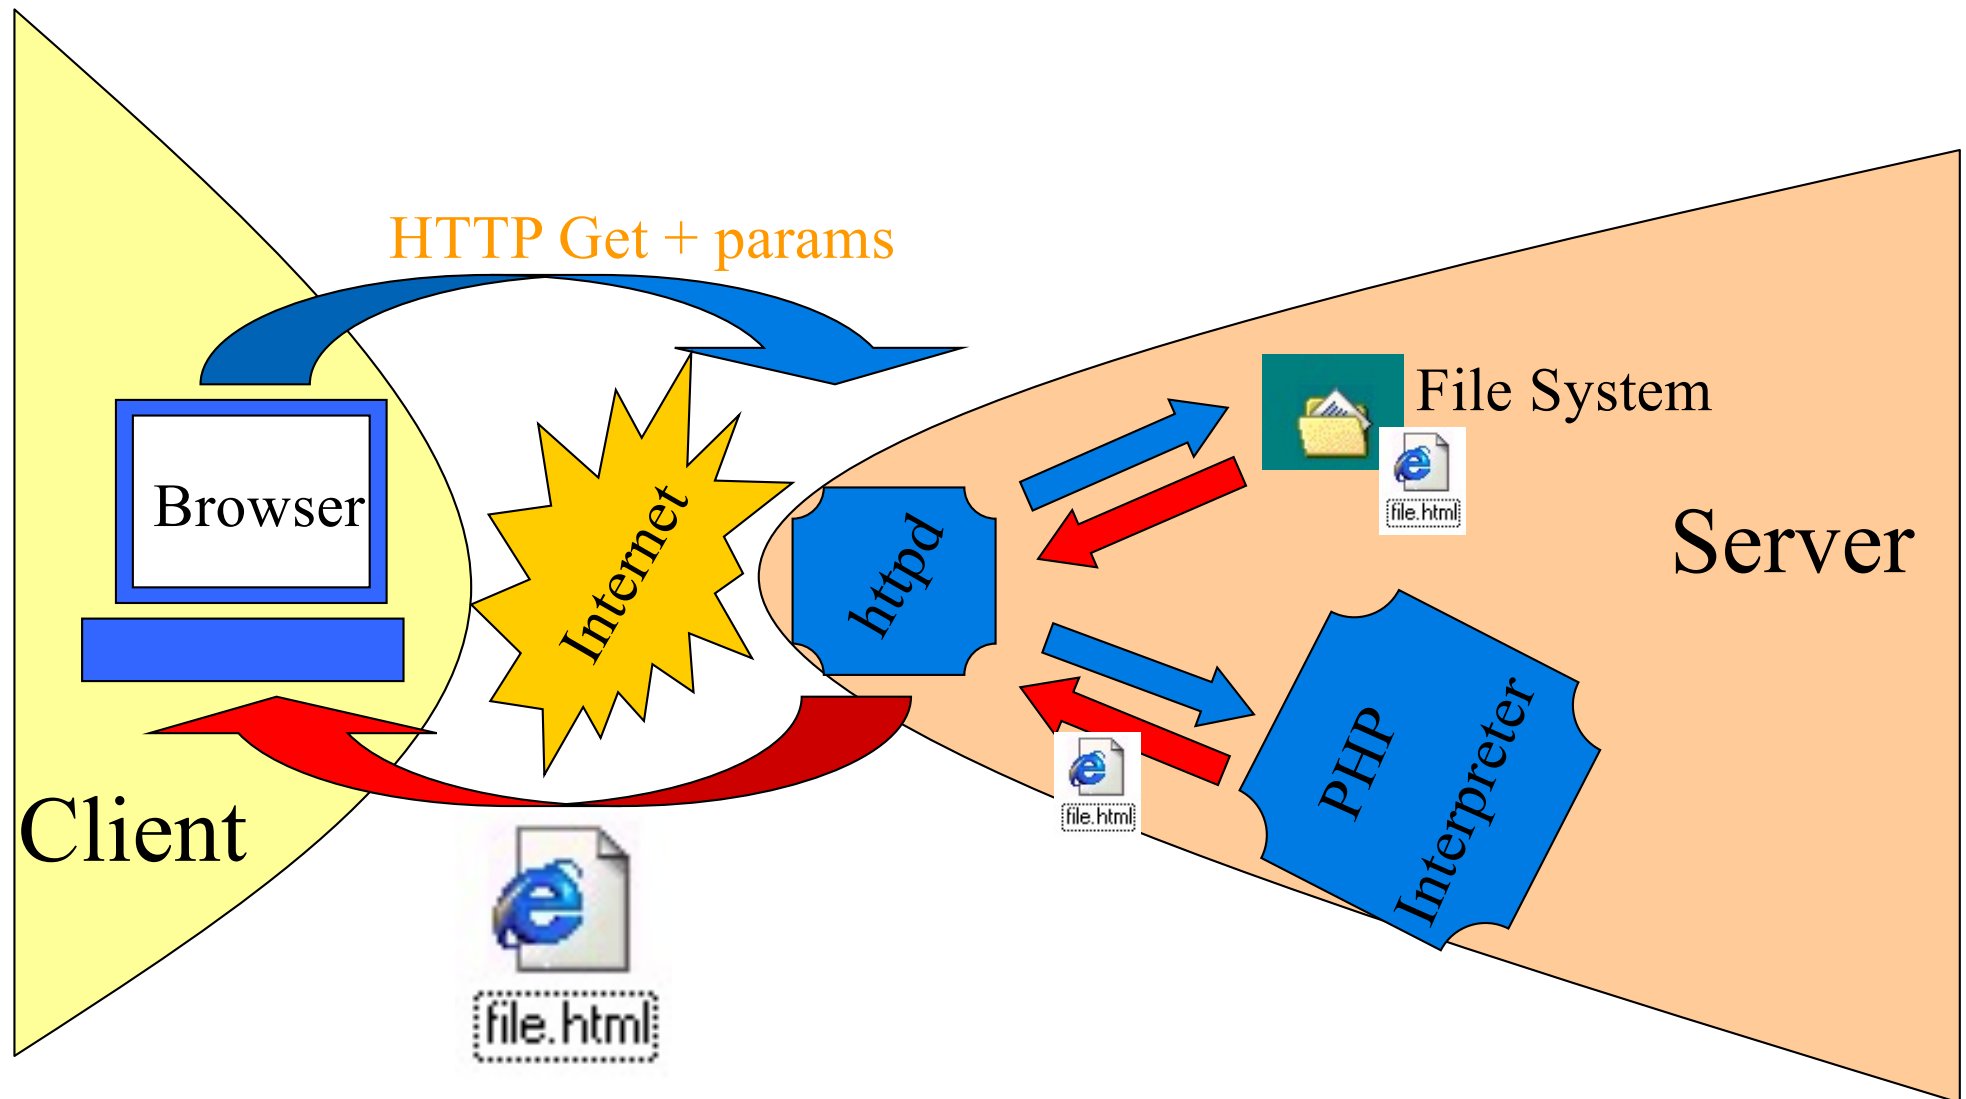 HTTP Get + params
File System
file.html
Browser
Internet
httpd
Server
PHP
Interpreter
file.html
Client
file.html